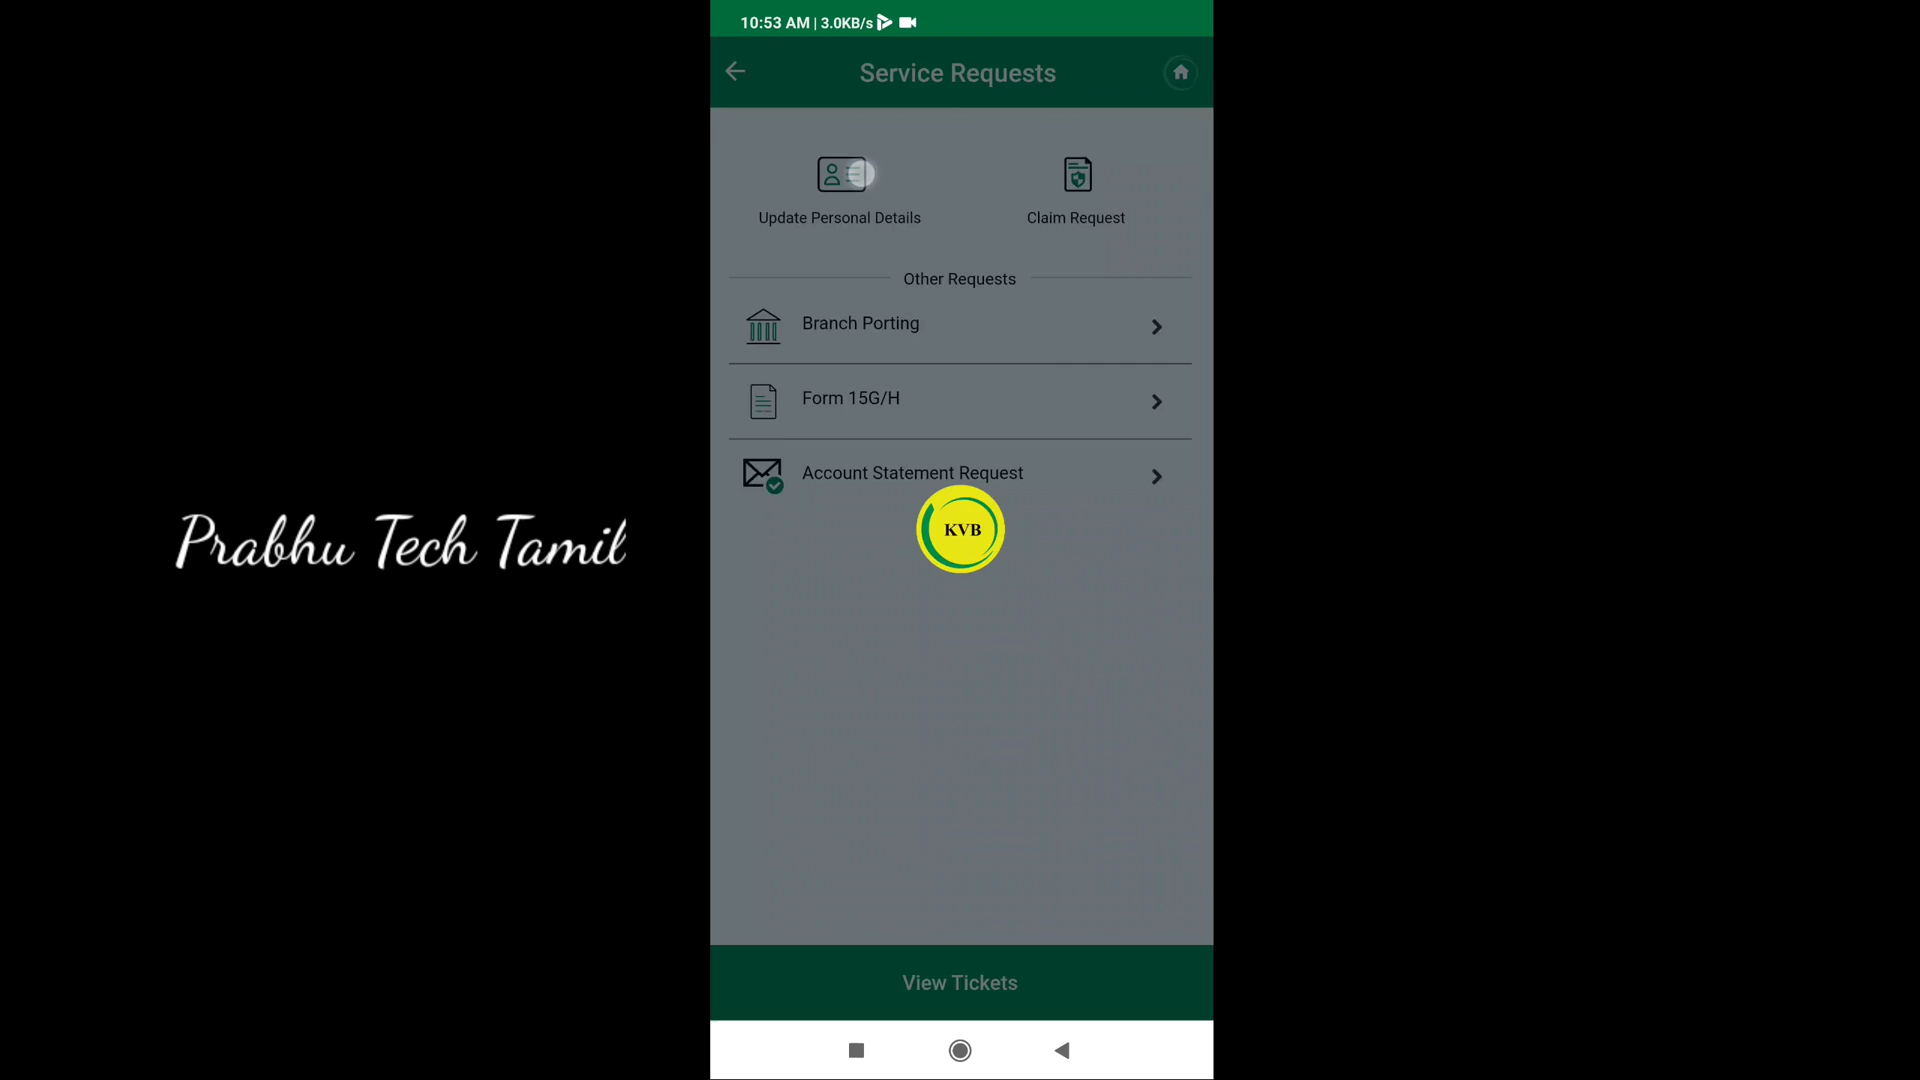 10:53 AM | 3.0KB/s
Service Requests
Update Personal Details
Claim Request
Other Requests
Branch Porting
Form 15G/H
Account Statement Request
KVB
Prabhu Tech Tamil
View Tickets